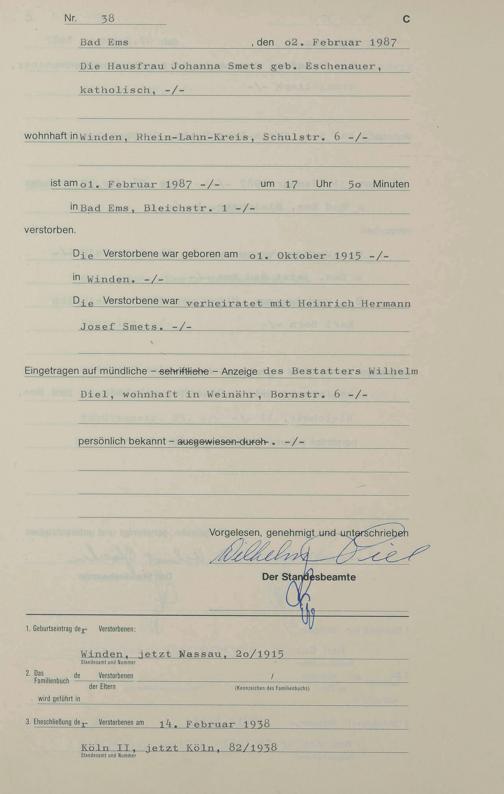 Nr. 38 C
Bad Ems , den o2. Februar 1987
Die Hausfrau Johanna Smets geb. Eschenauer,
katholisch, -/-
wohnhaft in Winden, Rhein-Lahn-Kreis, Schulstr. 6 -/-
ist am o1. Februar 1987 -/- um 17 Uhr 5o Minuten
in Bad Ems, Bleichstr. 1 -/-
verstorben.
Die Verstorbene war geboren am o1. Oktober 1915 -/-
in Winden. -/-
Die Verstorbene war verheiratet mit Heinrich Hermann
Josef Smets. -/-
Eingetragen auf mündliche – schriftliche – Anzeige des Bestatters Wilhelm
Diel, wohnhaft in Weinähr, Bornstr. 6 -/-
persönlich bekannt – ausgewiesen durch . -/-
Vorgelesen, genehmigt und unterschrieben
Wilhelm Diel
Der Standesbeamte
1. Geburtseintrag der Verstorbenen:
Winden, jetzt Nassau, 2o/1915
Standesamt und Nummer
2. Das Familienbuch de Verstorbenen /
der Eltern (Kennzeichen des Familienbuchs)
wird geführt in
3. Eheschließung der Verstorbenen am 14. Februar 1938
Köln II, jetzt Köln, 82/1938
Standesamt und Nummer